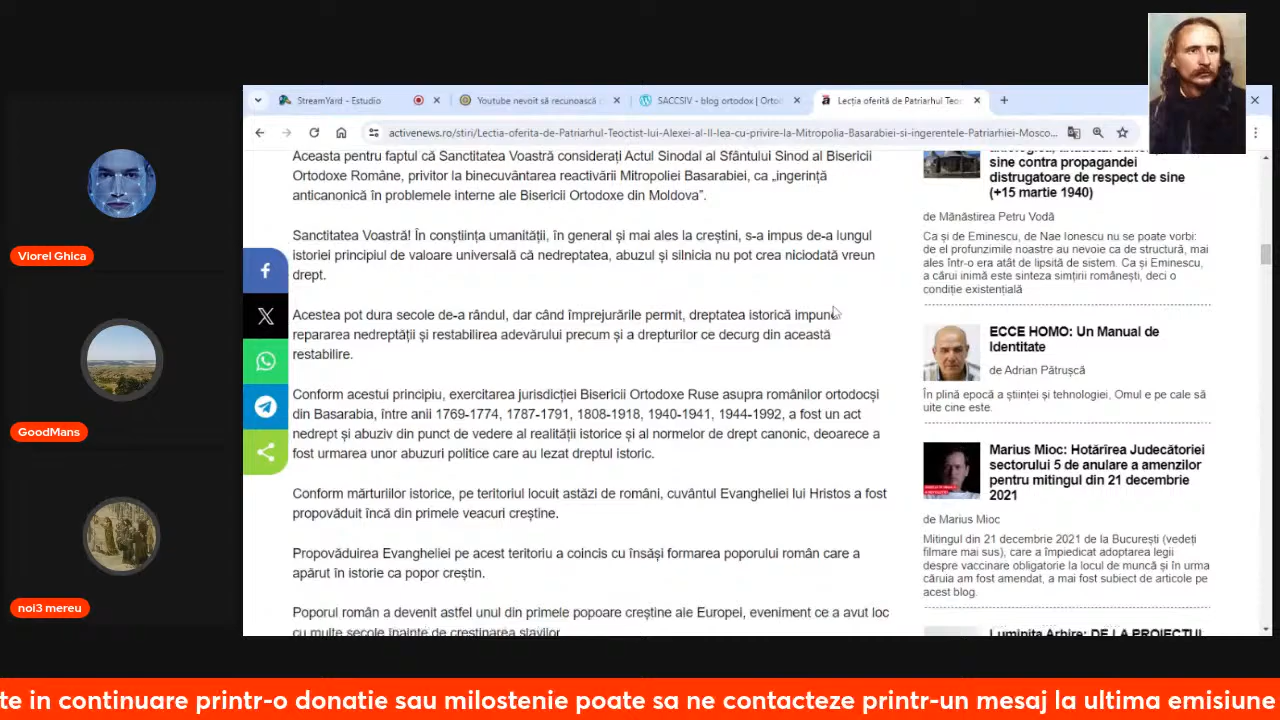 StreamYard - Estudio
Youtube nevoit să recunoască
SACCSIV - blog ortodox | Orto
Lecția oferită de Patriarhul Teoc
activenews.ro/stiri/Lectia-oferita-de-Patriarhul-Teoctist-lui-Alexei-al-II-lea-cu-privire-la-Mitropolia-Basarabiei-si-ingerentele-Patriarhiei-Mosco...
Aceasta pentru faptul că Sanctitatea Voastră considerați Actul Sinodal al Sfântului Sinod al Bisericii
Ortodoxe Române, privitor la binecuvântarea reactivării Mitropoliei Basarabiei, ca „ingerință
anticanonică în problemele interne ale Bisericii Ortodoxe din Moldova”.
Sanctitatea Voastră! În conștiința umanității, în general și mai ales la creștini, s-a impus de-a lungul
istoriei principiul de valoare universală că nedreptatea, abuzul și silnicia nu pot crea niciodată vreun
drept.
Acestea pot dura secole de-a rândul, dar când împrejurările permit, dreptatea istorică impune
repararea nedreptății și restabilirea adevărului precum și a drepturilor ce decurg din această
restabilire.
Conform acestui principiu, exercitarea jurisdicției Bisericii Ortodoxe Ruse asupra românilor ortodocși
din Basarabia, între anii 1769-1774, 1787-1791, 1808-1918, 1940-1941, 1944-1992, a fost un act
nedrept și abuziv din punct de vedere al realității istorice și al normelor de drept canonic, deoarece a
fost urmarea unor abuzuri politice care au lezat dreptul istoric.
Conform mărturiilor istorice, pe teritoriul locuit astăzi de români, cuvântul Evangheliei lui Hristos a fost
propovăduit încă din primele veacuri creștine.
Propovăduirea Evangheliei pe acest teritoriu a coincis cu însăși formarea poporului român care a
apărut în istorie ca popor creștin.
Poporul român a devenit astfel unul din primele popoare creștine ale Europei, eveniment ce a avut loc
cu multe secole înainte de creștinarea slavilor
sine contra propagandei
distrugatoare de respect de sine
(+15 martie 1940)
de Mănăstirea Petru Vodă
Ca și de Eminescu, de Nae Ionescu nu se poate vorbi:
de el profunzimile noastre au nevoie ca de structură, mai
ales într-o era atât de lipsită de sistem. Ca și Eminescu,
a cărui inimă este sinteza simțirii românești, deci o
condiție existențială
ECCE HOMO: Un Manual de
Identitate
de Adrian Pătrușcă
În plină epocă a științei și tehnologiei, Omul e pe cale să
uite cine este.
Marius Mioc: Hotărîrea Judecătoriei
sectorului 5 de anulare a amenzilor
pentru mitingul din 21 decembrie
2021
de Marius Mioc
Mitingul din 21 decembrie 2021 de la București (vedeți
filmare mai sus), care a împiedicat adoptarea legii
despre vaccinare obligatorie la locul de muncă și în urma
căruia am fost amendat, a mai fost subiect de articole pe
acest blog.
Luminița Arhire: DE LA PROIECTUL
Viorel Ghica
GoodMans
noi3 mereu
te in continuare printr-o donatie sau milostenie poate sa ne contacteze printr-un mesaj la ultima emisiune